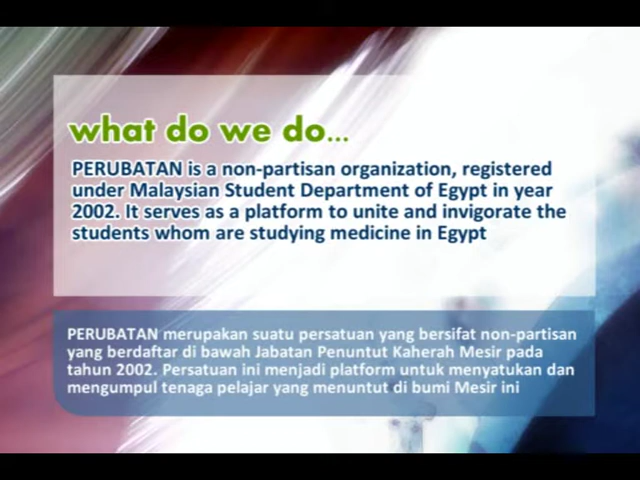 what do we do...
PERUBATAN is a non-partisan organization, registered
under Malaysian Student Department of Egypt in year
2002. It serves as a platform to unite and invigorate the
students whom are studying medicine in Egypt
PERUBATAN merupakan suatu persatuan yang bersifat non-partisan
yang berdaftar di bawah Jabatan Penuntut Kaherah Mesir pada
tahun 2002. Persatuan ini menjadi platform untuk menyatukan dan
mengumpul tenaga pelajar yang menuntut di bumi Mesir ini